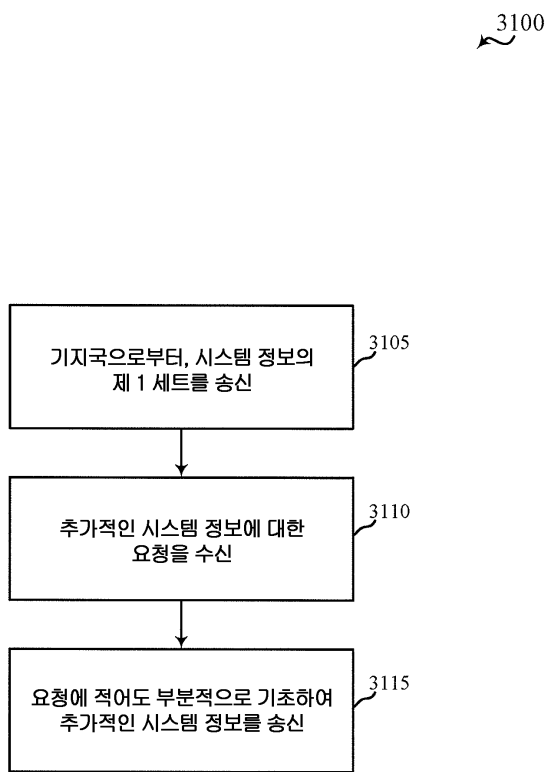 3100
기지국으로부터, 시스템 정보의
제 1 세트를 송신
3105
추가적인 시스템 정보에 대한
요청을 수신
3110
요청에 적어도 부분적으로 기초하여
추가적인 시스템 정보를 송신
3115